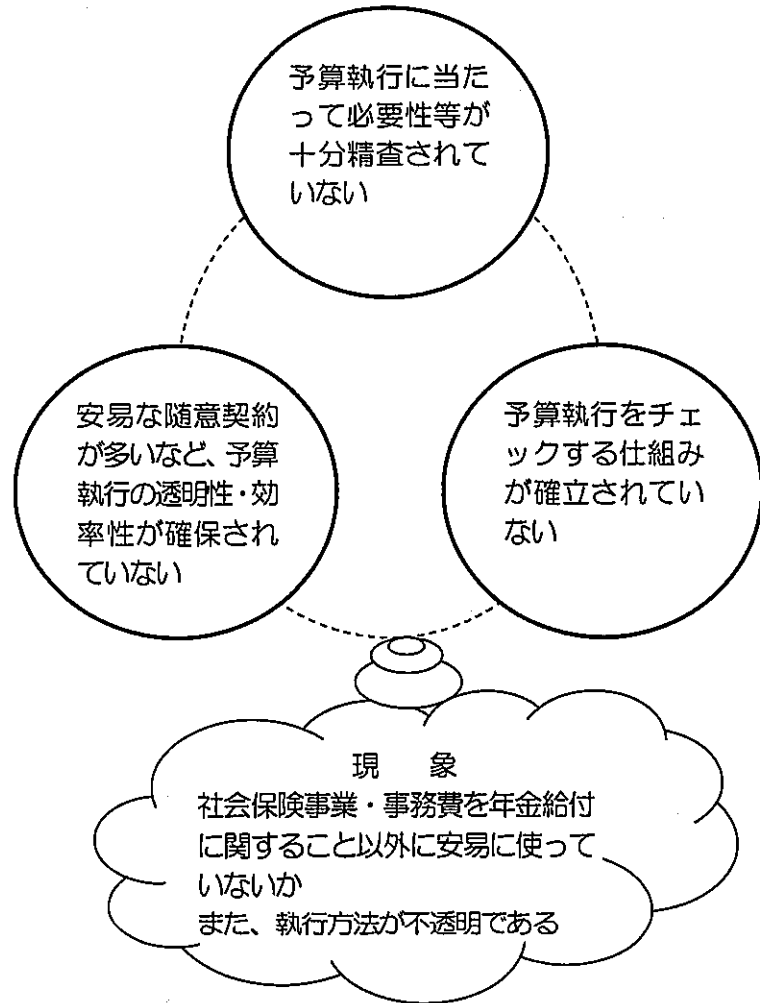 予算執行に当た
って必要性等が
十分精査されて
いない
安易な随意契約
が多いなど、予算
執行の透明性・効
率性が確保され
ていない
予算執行をチェ
ックする仕組み
が確立されてい
ない
現　象
社会保険事業・事務費を年金給付
に関すること以外に安易に使って
いないか
また、執行方法が不透明である